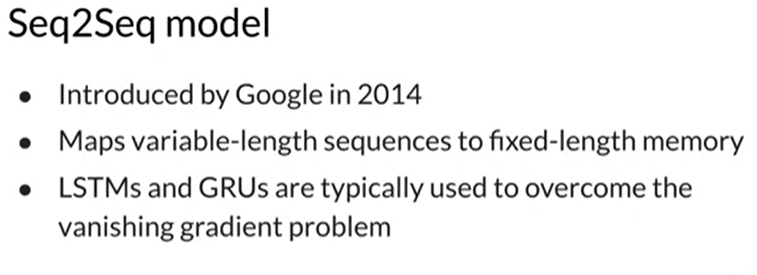 Seq2Seq model
● Introduced by Google in 2014
● Maps variable-length sequences to fixed-length memory
● LSTMs and GRUs are typically used to overcome the
vanishing gradient problem